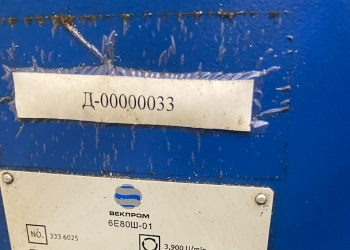 Д-00000033
ВЕКПРОМ
6Е80Ш-01
NO. 333 6025
3,900 U/min